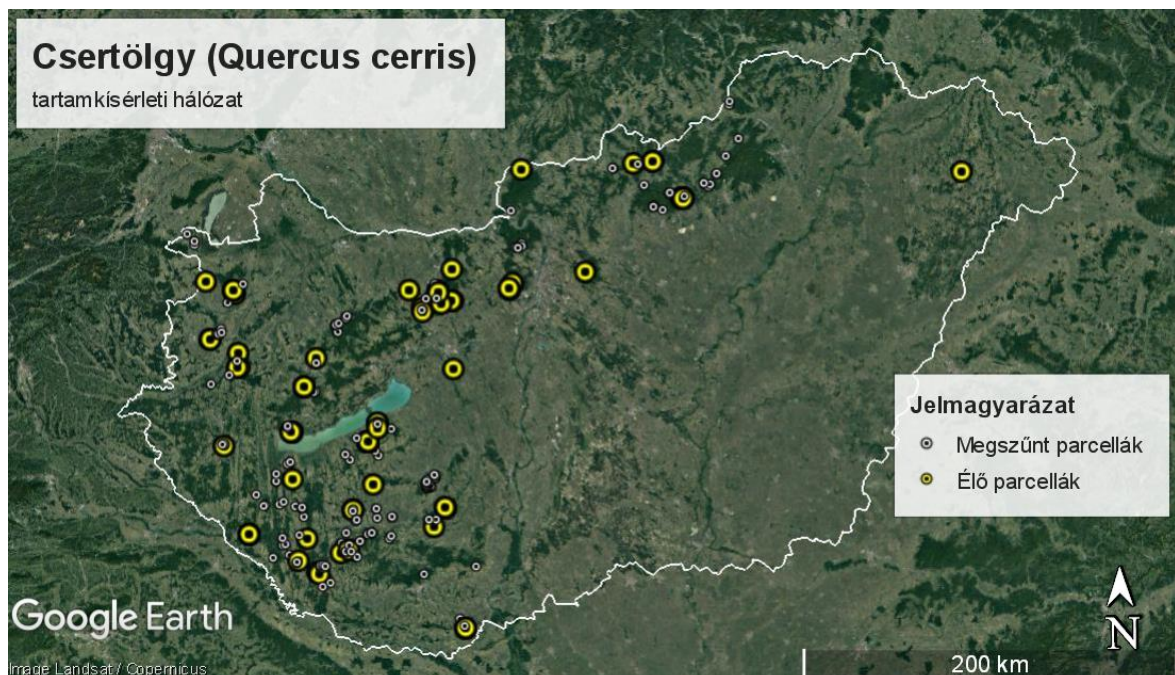 Csertölgy (Quercus cerris)
tartamkísérleti hálózat
Jelmagyarázat
Megszűnt parcellák
Élő parcellák
Google Earth
N
Image Landsat / Copernicus
200 km